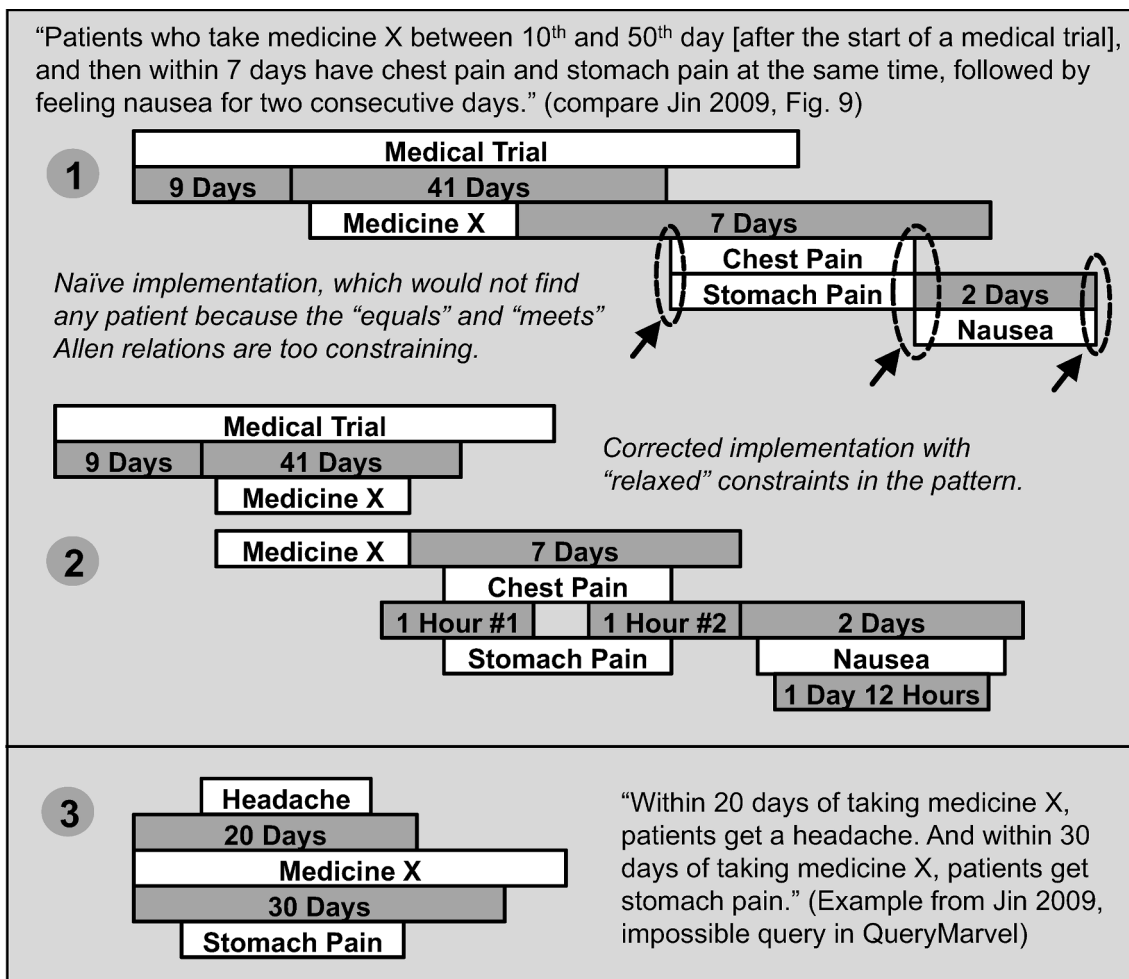 “Patients who take medicine X between 10th and 50th day [after the start of a medical trial],
and then within 7 days have chest pain and stomach pain at the same time, followed by
feeling nausea for two consecutive days.” (compare Jin 2009, Fig. 9)
1
Medical Trial
9 Days
41 Days
Medicine X
7 Days
Chest Pain
Stomach Pain
2 Days
Nausea
Naïve implementation, which would not find
any patient because the “equals” and “meets”
Allen relations are too constraining.
Medical Trial
9 Days
41 Days
Medicine X
Corrected implementation with
“relaxed” constraints in the pattern.
2
Medicine X
7 Days
Chest Pain
1 Hour #1
1 Hour #2
2 Days
Stomach Pain
Nausea
1 Day 12 Hours
3
Headache
20 Days
Medicine X
30 Days
Stomach Pain
“Within 20 days of taking medicine X,
patients get a headache. And within 30
days of taking medicine X, patients get
stomach pain.” (Example from Jin 2009,
impossible query in QueryMarvel)